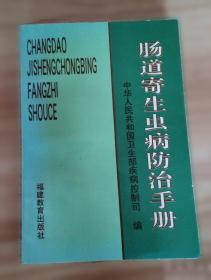 CHANGDAO
JISHENGCHONGBING
FANGZHI
SHOUCE
肠道寄生虫病防治手册
中华人民共和国卫生部疾病控制司 编
福建教育出版社